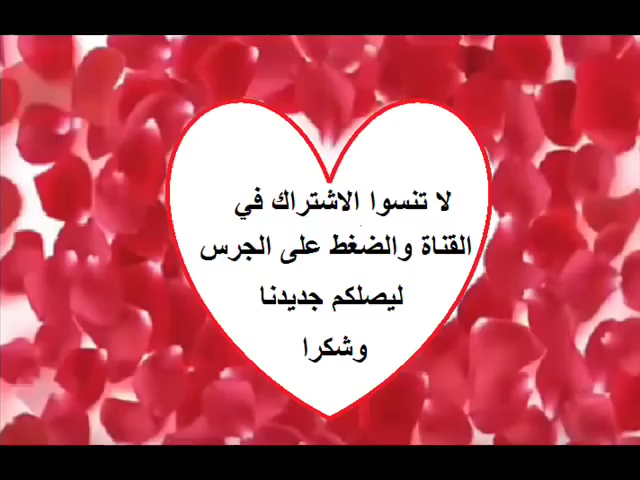 لا تنسوا الاشتراك في
القناة والضغط على الجرس
ليصلكم جديدنا
وشكرا